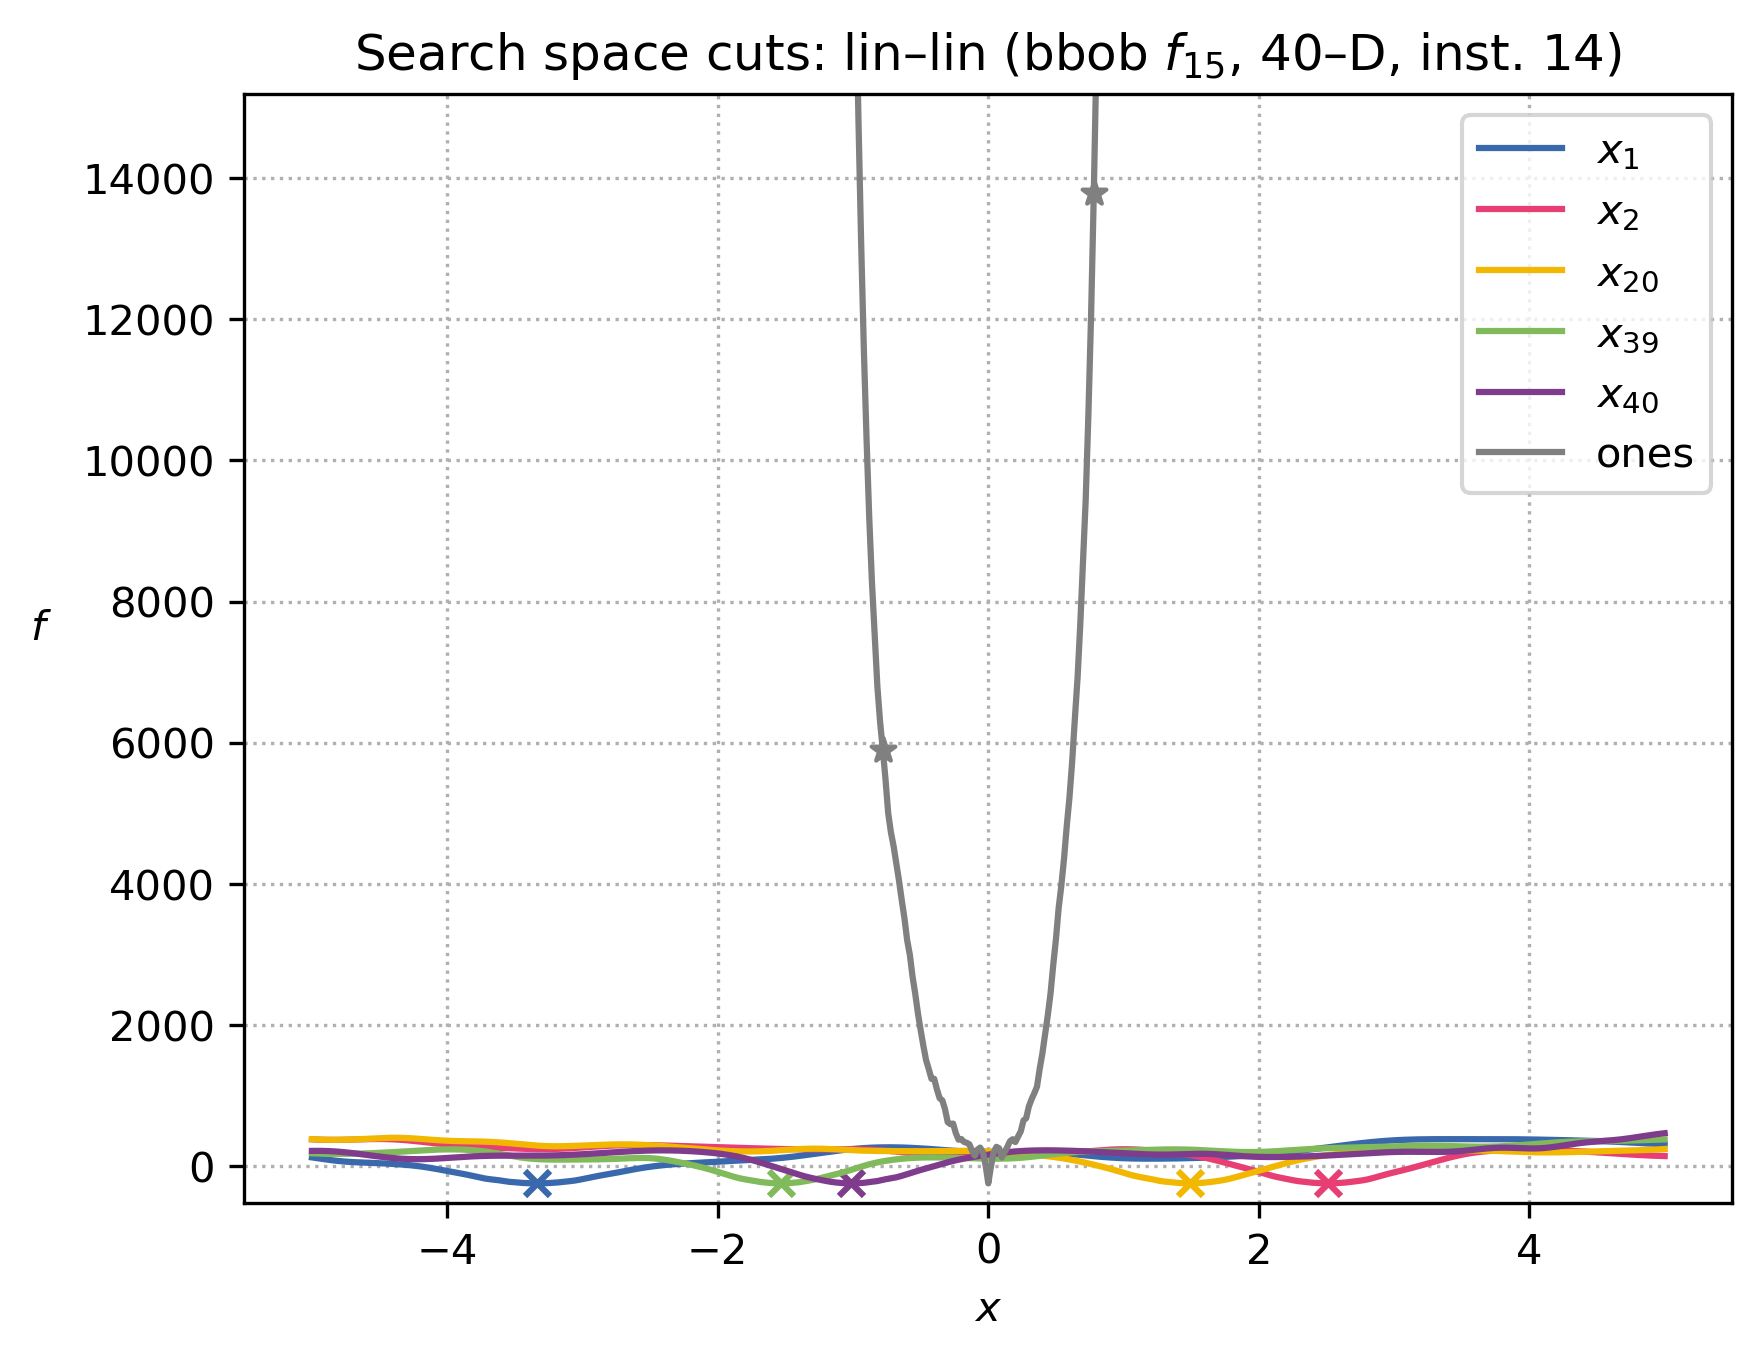 Search space cuts: lin–lin (bbob f₁₅, 40–D, inst. 14)
14000
12000
10000
8000
6000
4000
2000
0
f
−4
−2
0
2
4
x
x₁
x₂
x₂₀
x₃₉
x₄₀
ones